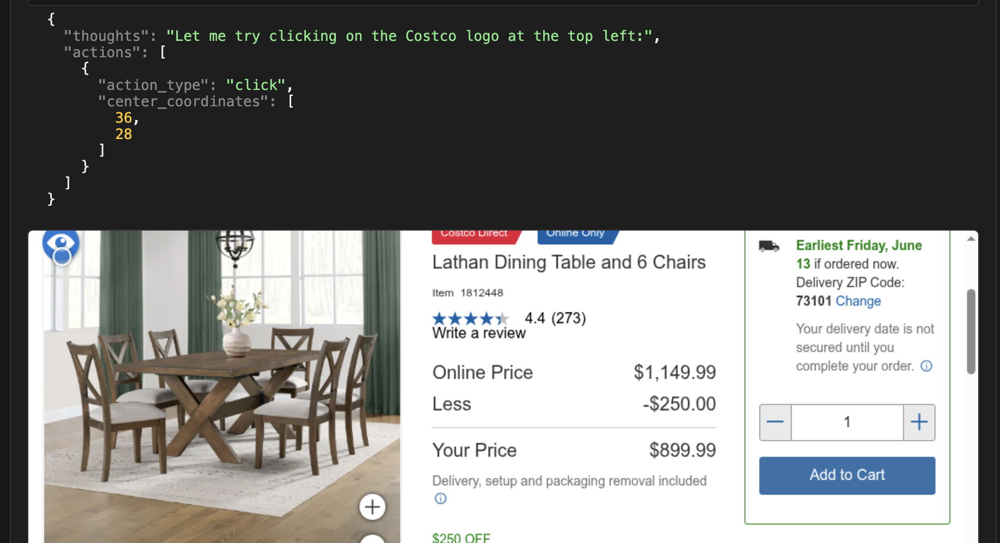 {
"thoughts": "Let me try clicking on the Costco logo at the top left:",
"actions": [
{
"action_type": "click",
"center_coordinates": [
36,
28
]
}
]
}
Costco Direct
Online Only
Lathan Dining Table and 6 Chairs
Item 1812448
4.4 (273)
Write a review
Online Price $1,149.99
Less -$250.00
Your Price $899.99
Delivery, setup and packaging removal included
$250 OFF
Earliest Friday, June
13 if ordered now.
Delivery ZIP Code:
73101 Change
Your delivery date is not
secured until you
complete your order.
1
Add to Cart